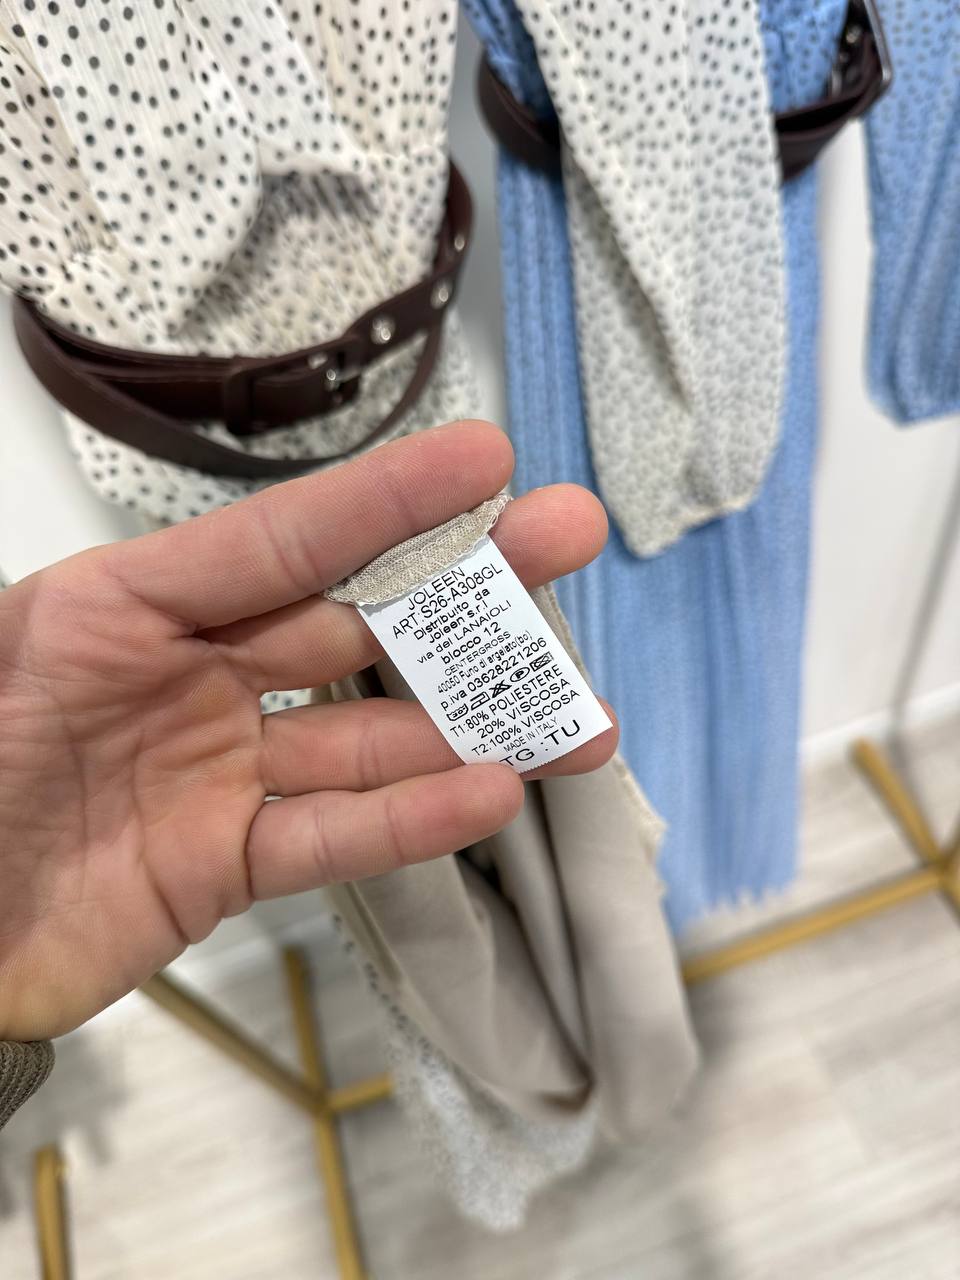 JOLEEN
ART:S26-A308GL
Distribuito da
Joleen s.r.l
via dei LANAIOLI
blocco 12
CENTERGROSS
40050 Funo di argelato(bo)
p.iva 03628221206
T1:80% POLIESTERE
20% VISCOSA
T2:100% VISCOSA
MADE IN ITALY
TG :TU